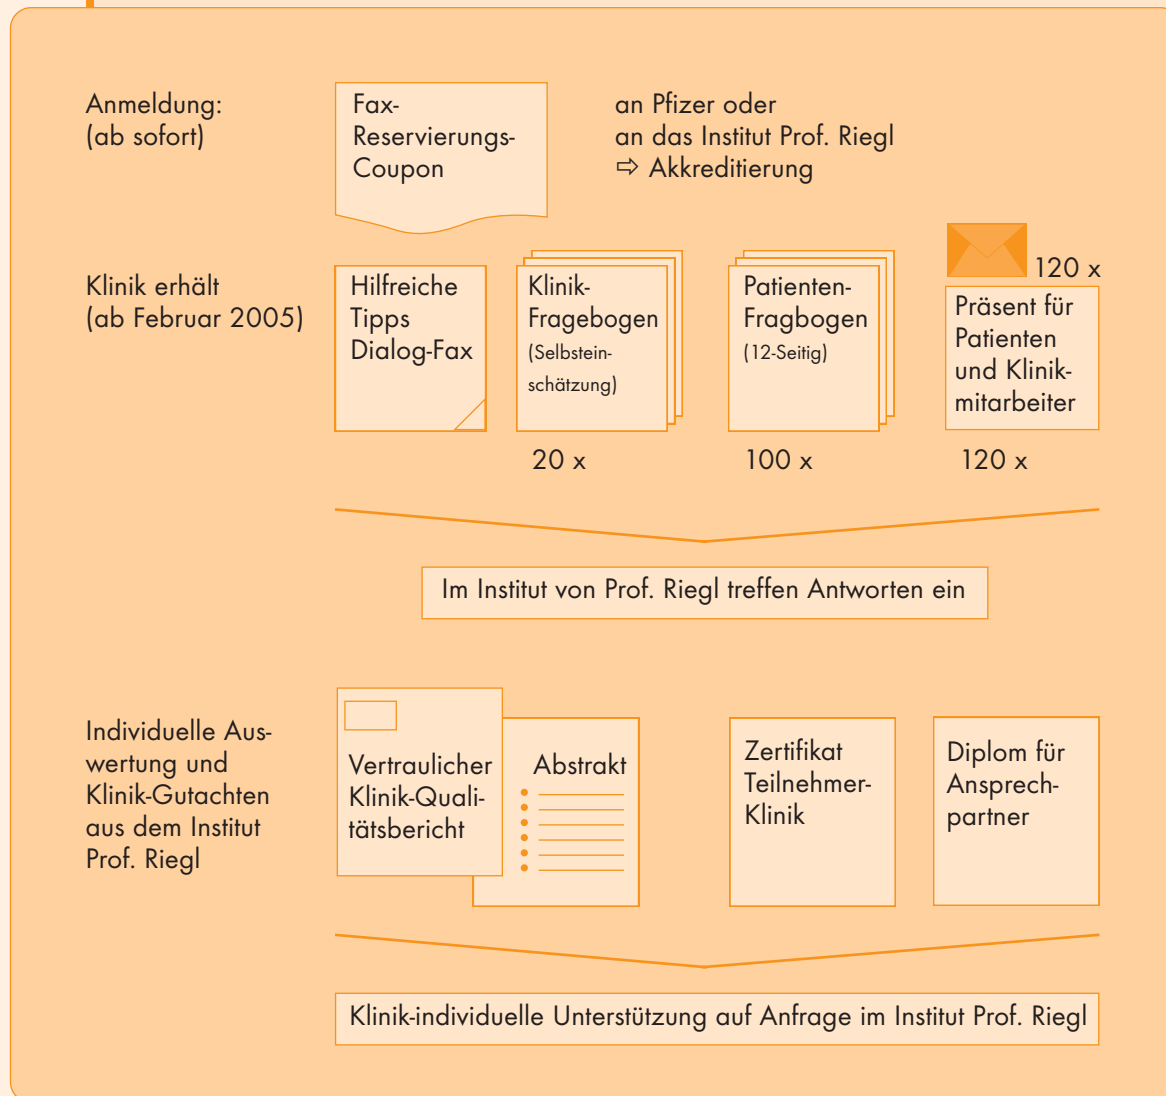 Anmeldung:
(ab sofort)
Fax-
Reservierungs-
Coupon
an Pfizer oder
an das Institut Prof. Riegl
⇨ Akkreditierung
Klinik erhält
(ab Februar 2005)
Hilfreiche
Tipps
Dialog-Fax
Klinik-
Fragebogen
(Selbstein-
schätzung)
20 x
Patienten-
Fragbogen
(12-Seitig)
100 x
120 x
Präsent für
Patienten
und Klinik-
mitarbeiter
120 x
Im Institut von Prof. Riegl treffen Antworten ein
Individuelle Aus-
wertung und
Klinik-Gutachten
aus dem Institut
Prof. Riegl
Vertraulicher
Klinik-Quali-
tätsbericht
Abstrakt
Zertifikat
Teilnehmer-
Klinik
Diplom für
Ansprech-
partner
Klinik-individuelle Unterstützung auf Anfrage im Institut Prof. Riegl